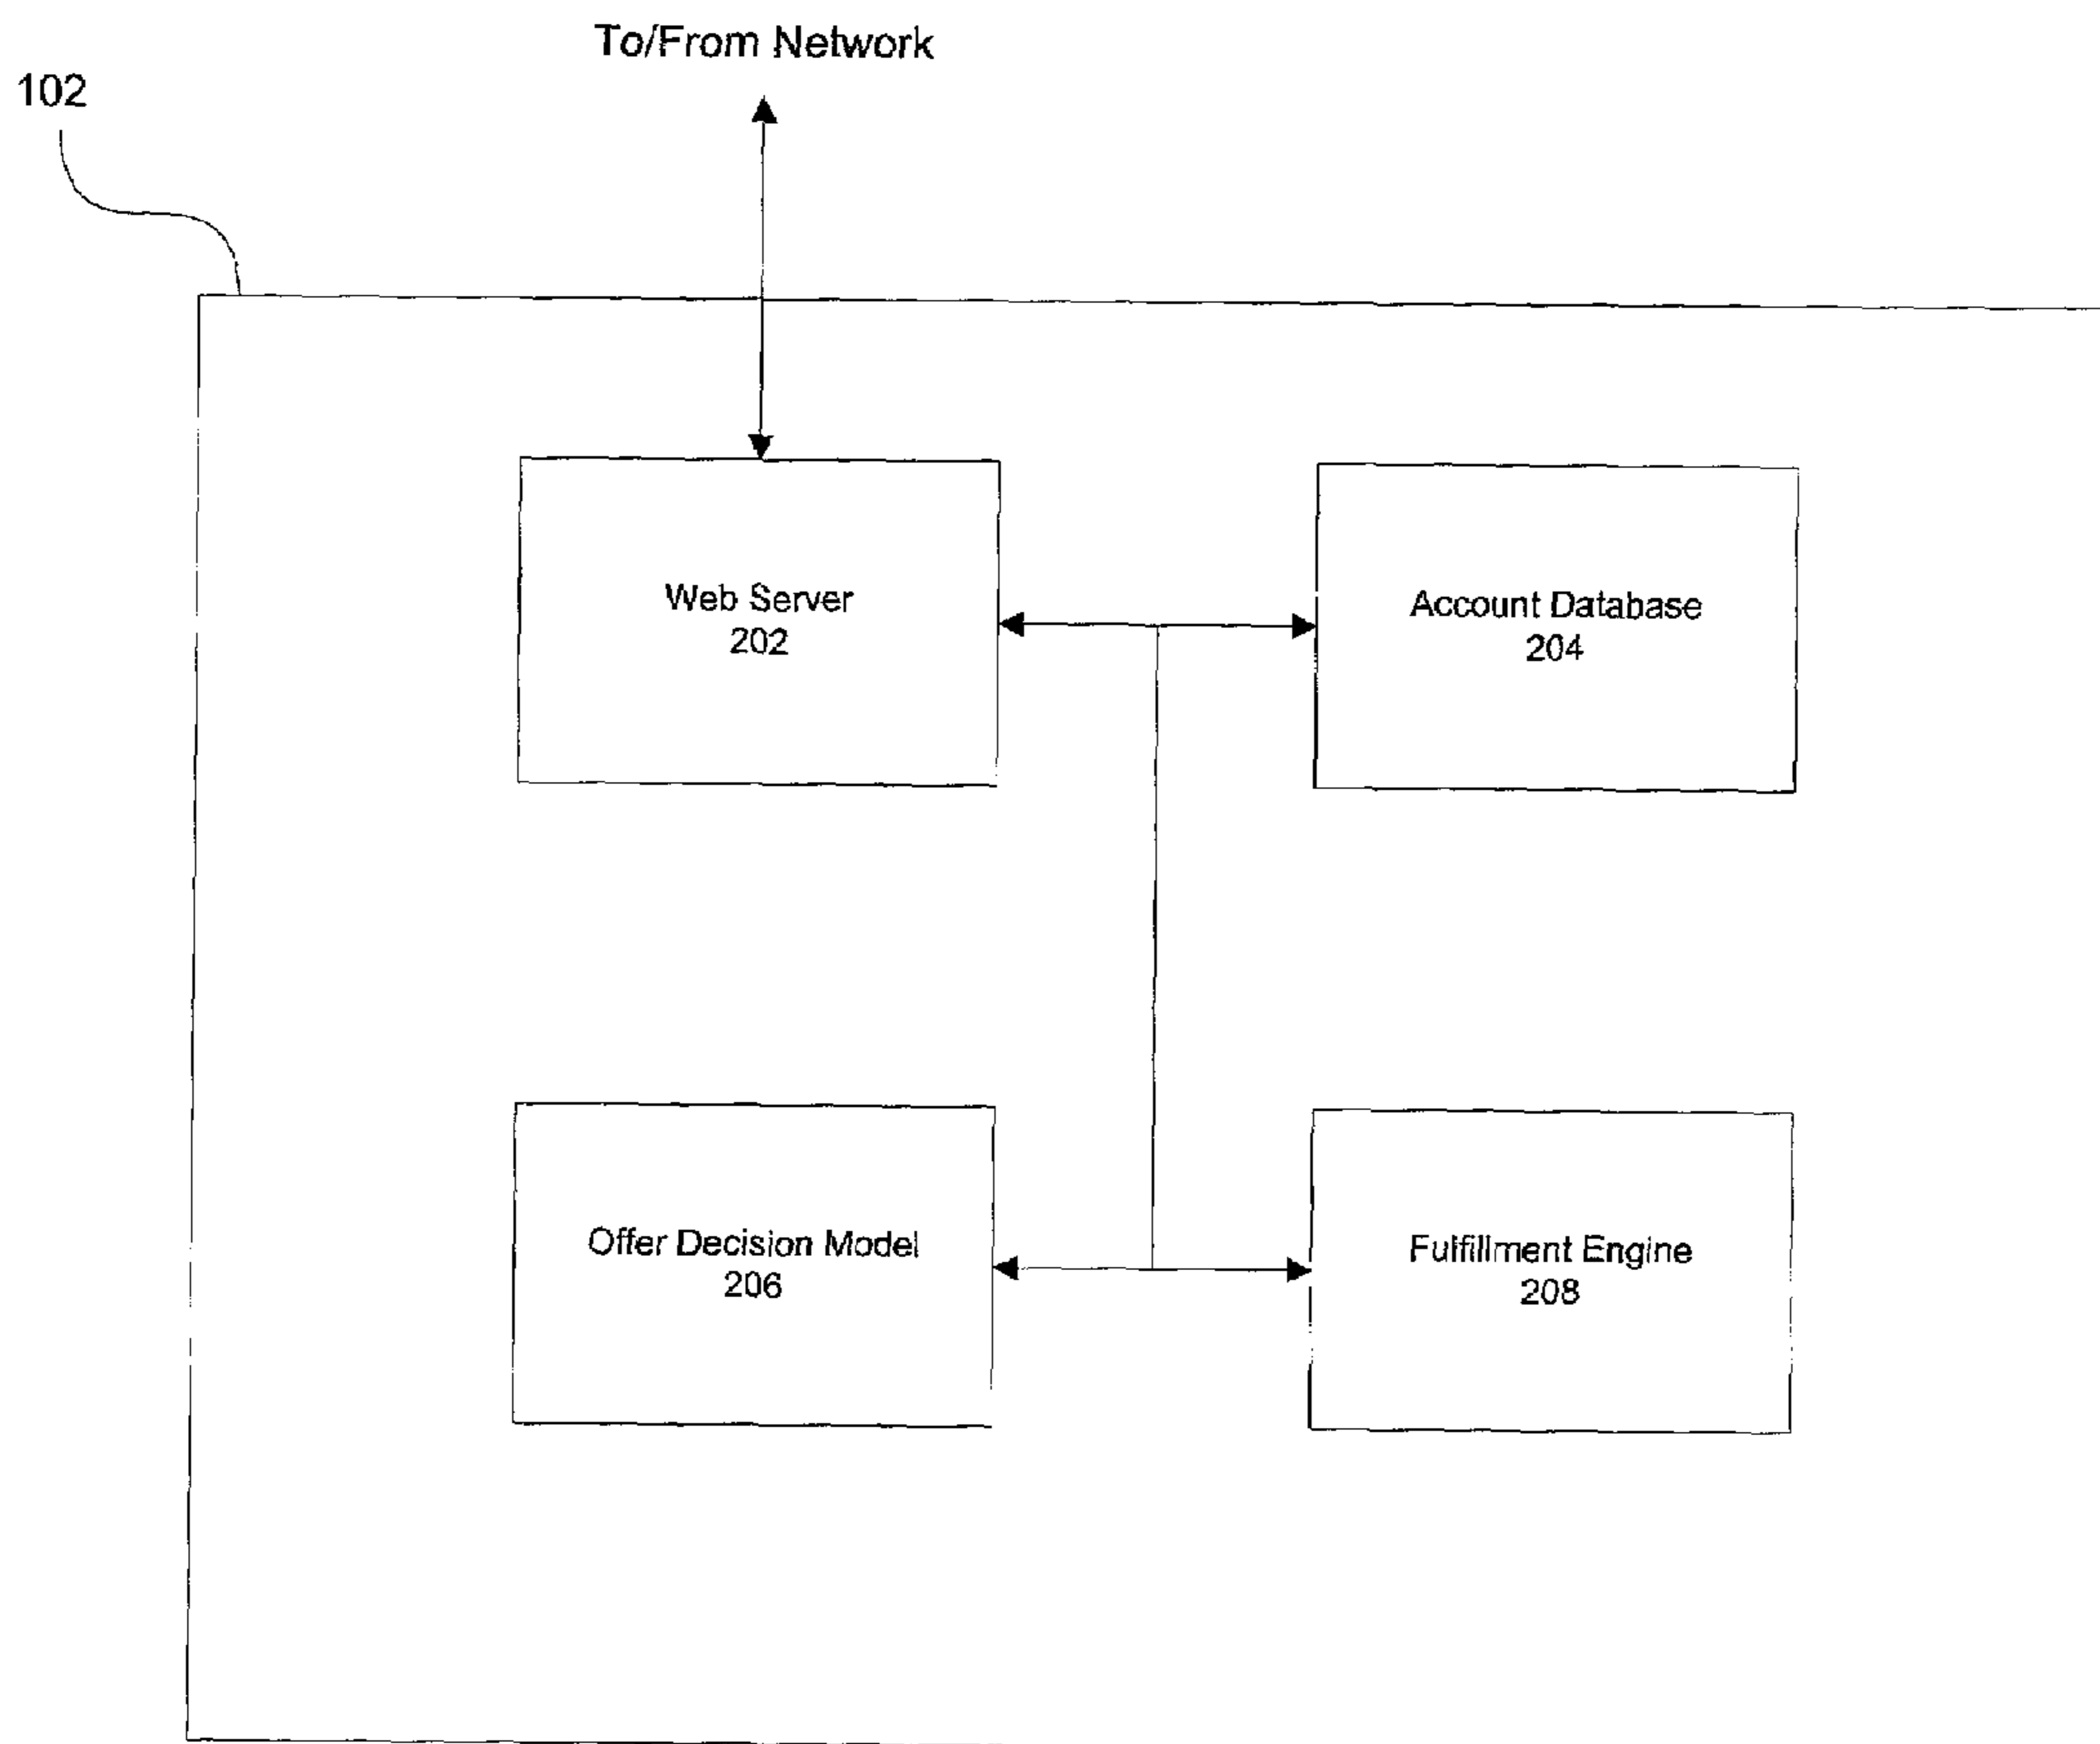 To/From Network
102
Web Server
202
Account Database
204
Offer Decision Model
206
Fulfillment Engine
208